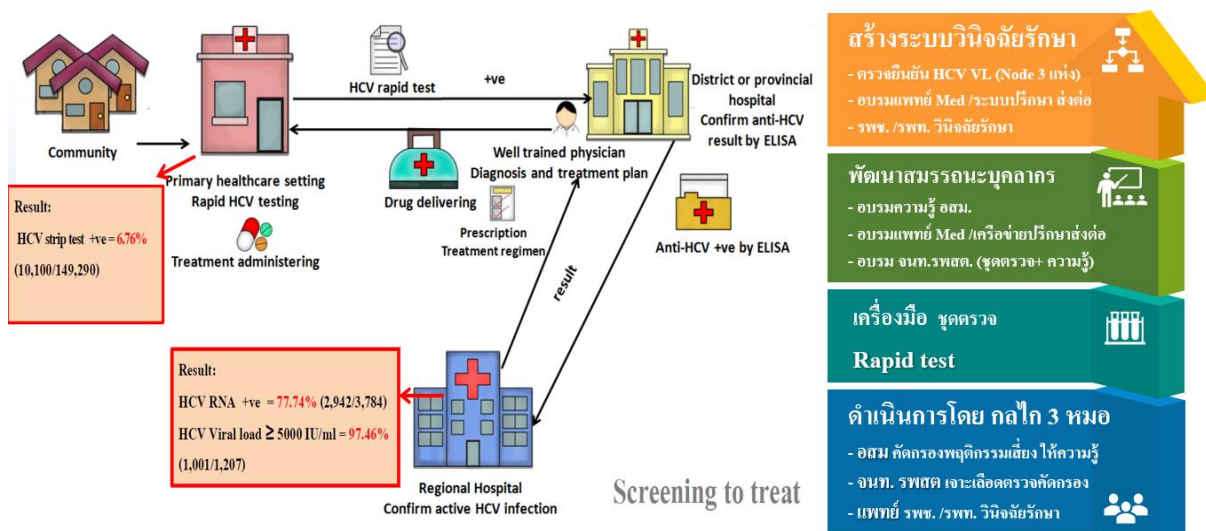 HCV rapid test
+ve
Community
Primary healthcare setting
Rapid HCV testing
Treatment administering
Drug delivering
Well trained physician
Diagnosis and treatment plan
Prescription
Treatment regimen
District or provincial
hospital
Confirm anti-HCV
result by ELISA
Anti-HCV +ve by ELISA
result
Result:
HCV strip test +ve = 6.76%
(10,100/149,290)
Result:
HCV RNA +ve = 77.74% (2,942/3,784)
HCV Viral load ≥ 5000 IU/ml = 97.46%
(1,001/1,207)
Regional Hospital
Confirm active HCV infection
Screening to treat
สร้างระบบวินิจฉัยรักษา
- ตรวจยืนยัน HCV VL (Node 3 แห่ง)
- อบรมแพทย์ Med /ระบบปรึกษา ส่งต่อ
- รพช. /รพท. วินิจฉัยรักษา
พัฒนาสมรรถนะบุคลากร
- อบรมความรู้ อสม.
- อบรมแพทย์ Med /เครือข่ายปรึกษาส่งต่อ
- อบรม จนท.รพสต. (ชุดตรวจ+ ความรู้)
เครื่องมือ ชุดตรวจ
Rapid test
ดำเนินการโดย กลไก 3 หมอ
- อสม คัดกรองพฤติกรรมเสี่ยง ให้ความรู้
- จนท. รพสต เจาะเลือดตรวจคัดกรอง
- แพทย์ รพช. /รพท. วินิจฉัยรักษา